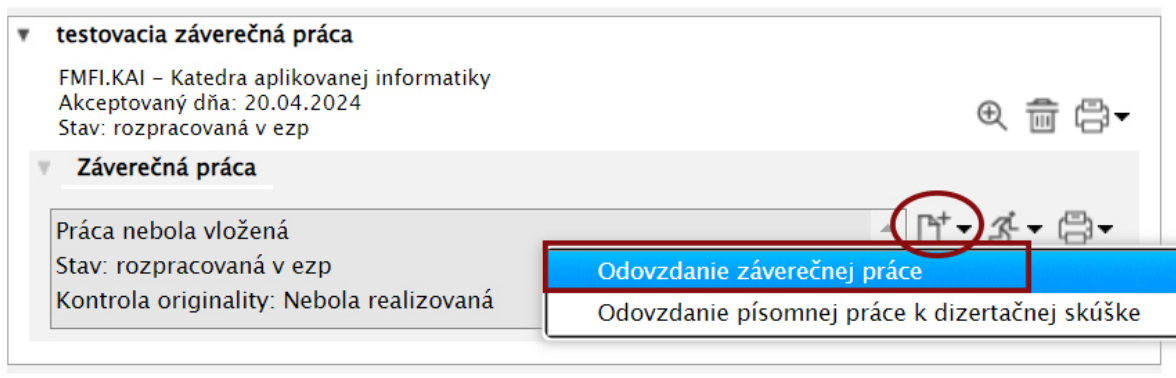 testovacia záverečná práca
FMFI.KAI – Katedra aplikovanej informatiky
Akceptovaný dňa: 20.04.2024
Stav: rozpracovaná v ezp
Záverečná práca
Práca nebola vložená
Stav: rozpracovaná v ezp
Kontrola originality: Nebola realizovaná
Odovzdanie záverečnej práce
Odovzdanie písomnej práce k dizertačnej skúške